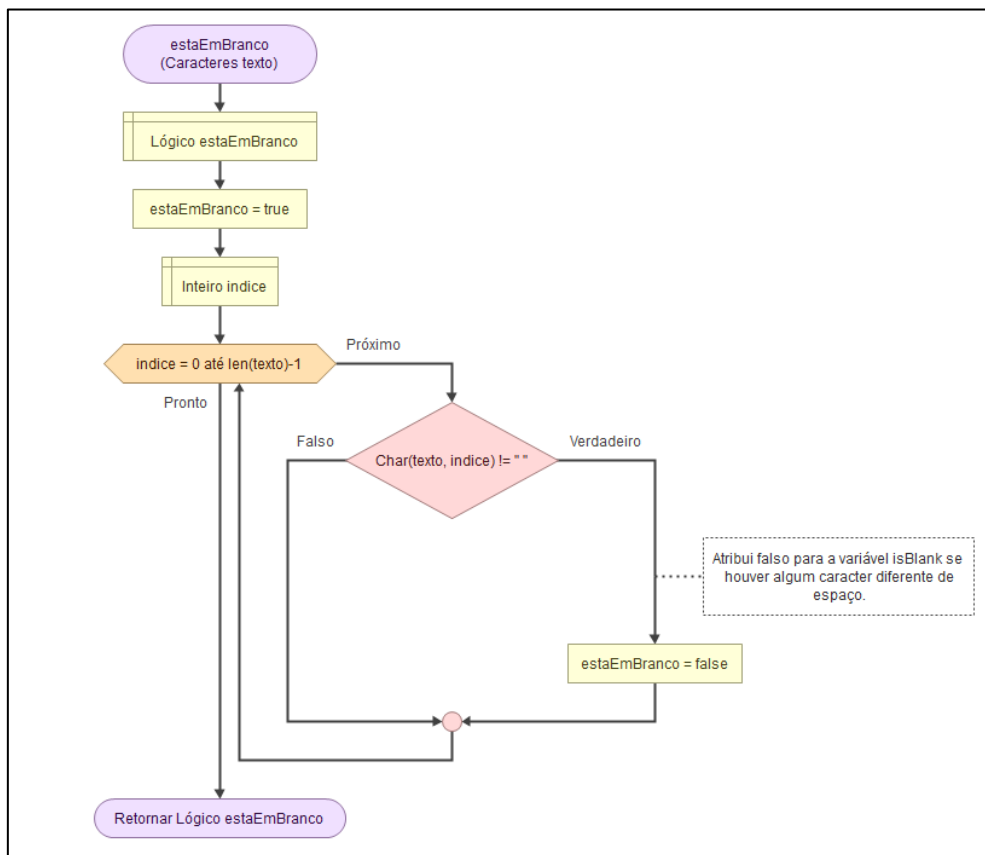 estaEmBranco
(Caracteres texto)
Lógico estaEmBranco
estaEmBranco = true
Inteiro indice
indice = 0 até len(texto)-1
Próximo
Pronto
Falso
Verdadeiro
Char(texto, indice) != " "
Atribui falso para a variável isBlank se
houver algum caracter diferente de
espaço.
estaEmBranco = false
Retornar Lógico estaEmBranco